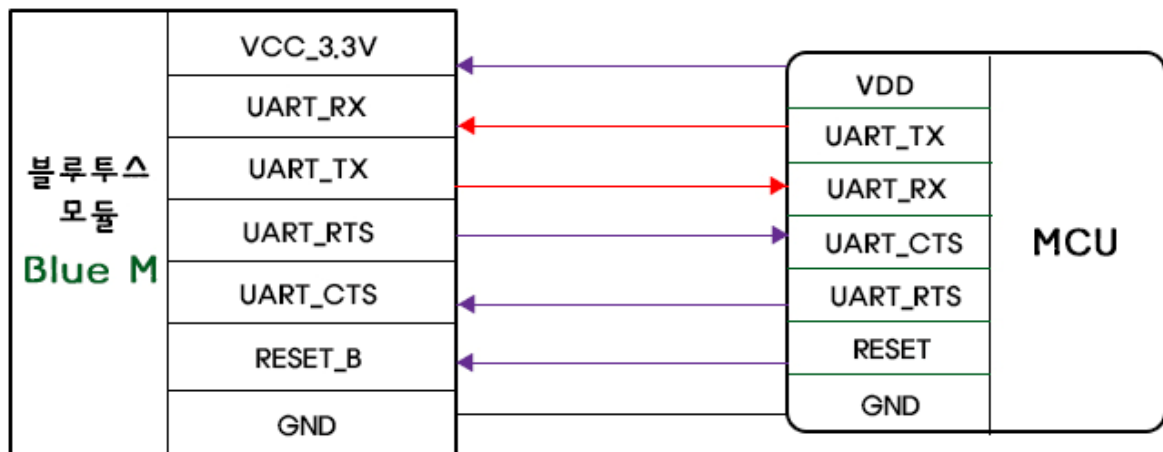 블루투스
모듈
Blue M
VCC_3.3V
UART_RX
UART_TX
UART_RTS
UART_CTS
RESET_B
GND
VDD
UART_TX
UART_RX
UART_CTS
UART_RTS
RESET
GND
MCU